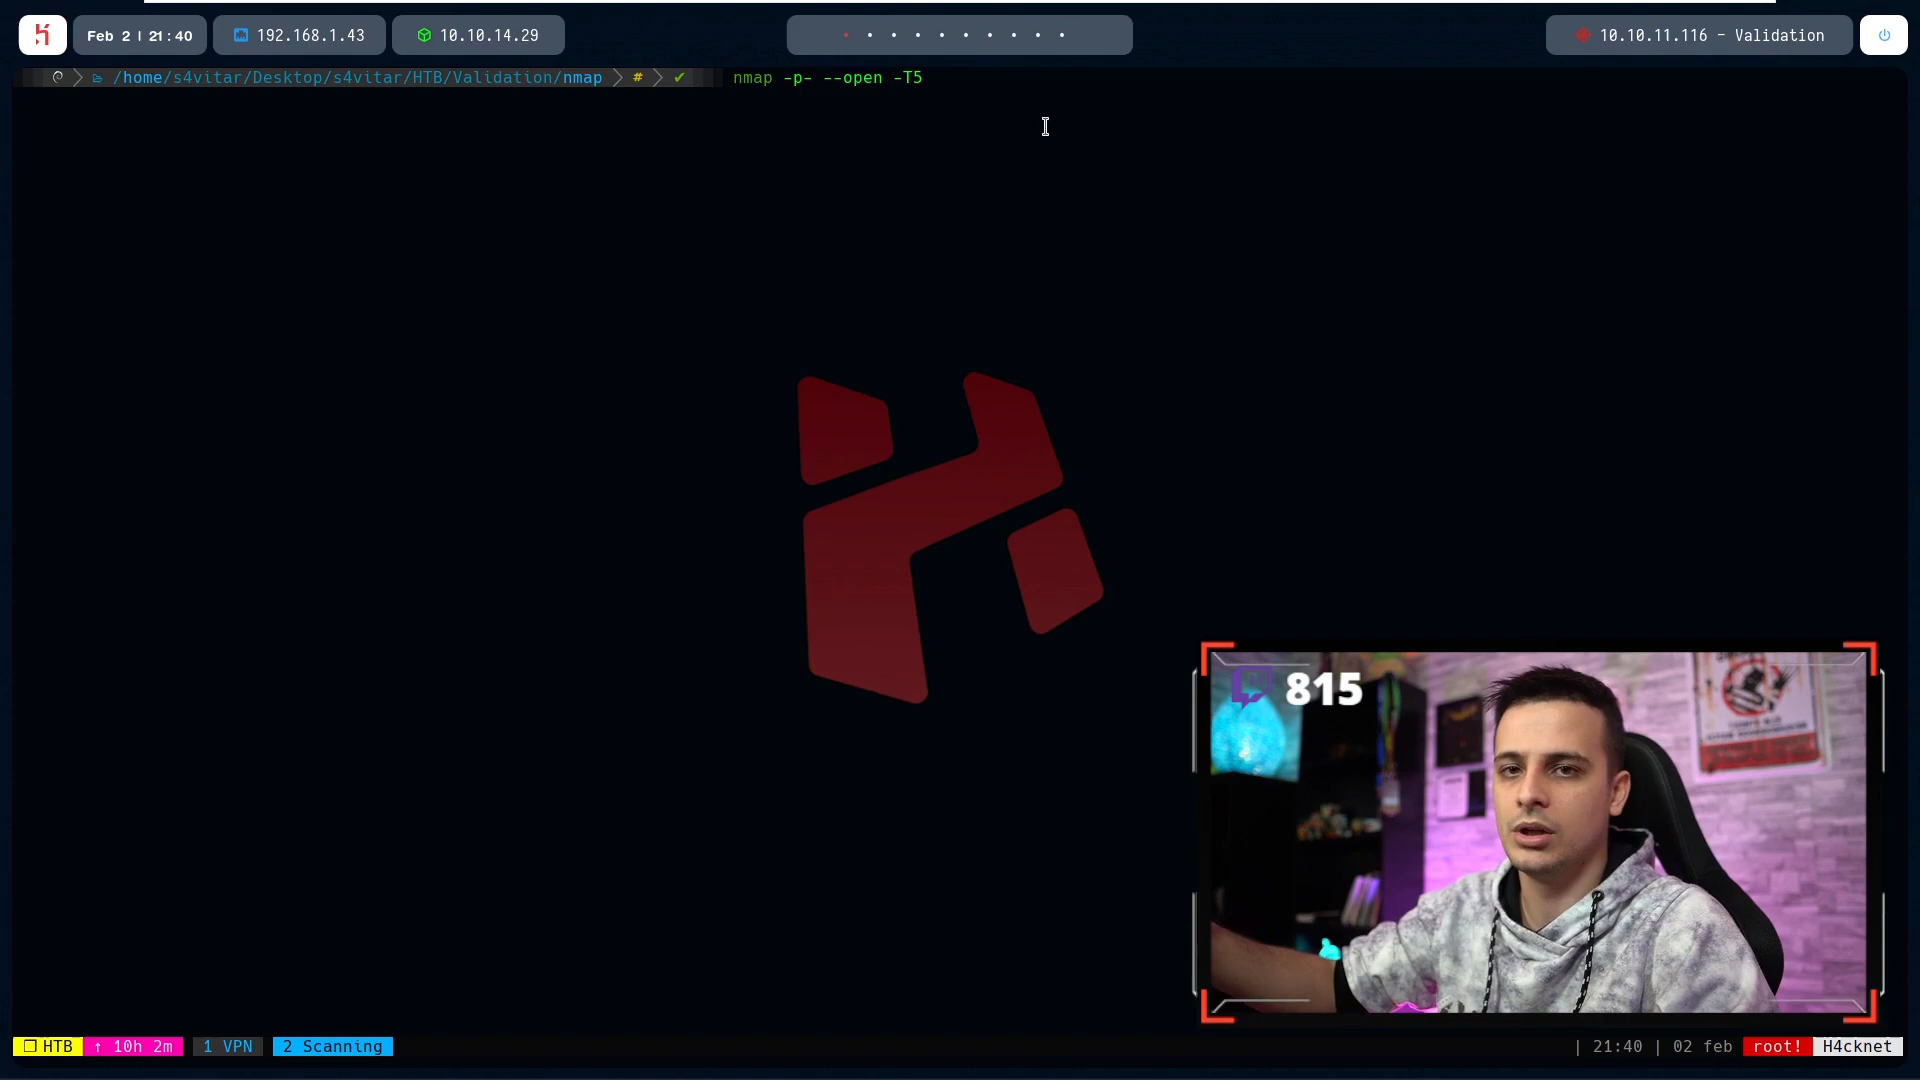 Feb 2 | 21:40
192.168.1.43
10.10.14.29
10.10.11.116 - Validation
/home/s4vitar/Desktop/s4vitar/HTB/Validation/nmap # ✔ nmap -p- --open -T5
815
HTB ↑ 10h 2m 1 VPN 2 Scanning
| 21:40 | 02 feb root! H4cknet